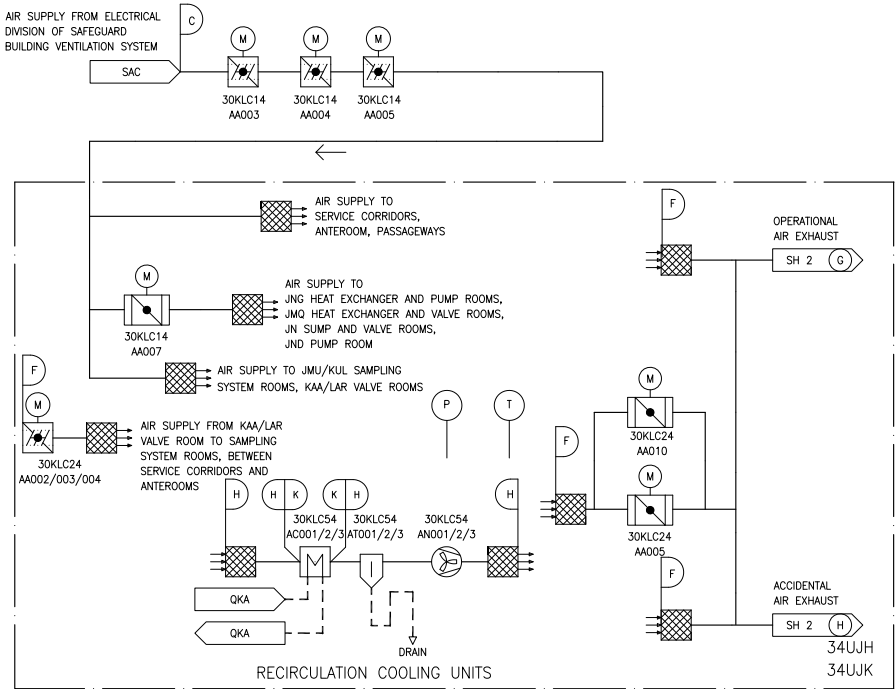 AIR SUPPLY FROM ELECTRICAL
DIVISION OF SAFEGUARD
BUILDING VENTILATION SYSTEM
C
SAC
M
M
M
30KLC14
AA003
30KLC14
AA004
30KLC14
AA005
AIR SUPPLY TO
SERVICE CORRIDORS,
ANTEROOM, PASSAGEWAYS
F
OPERATIONAL
AIR EXHAUST
SH 2
G
M
30KLC14
AA007
AIR SUPPLY TO
JNG HEAT EXCHANGER AND PUMP ROOMS,
JMQ HEAT EXCHANGER AND VALVE ROOMS,
JN SUMP AND VALVE ROOMS,
JND PUMP ROOM
AIR SUPPLY TO JMU/KUL SAMPLING
SYSTEM ROOMS, KAA/LAR VALVE ROOMS
F
M
30KLC24
AA002/003/004
AIR SUPPLY FROM KAA/LAR
VALVE ROOM TO SAMPLING
SYSTEM ROOMS, BETWEEN
SERVICE CORRIDORS AND
ANTEROOMS
P
T
F
M
30KLC24
AA010
M
30KLC24
AA005
H
H
K
K
H
H
30KLC54
AC001/2/3
30KLC54
AT001/2/3
30KLC54
AN001/2/3
QKA
QKA
DRAIN
F
ACCIDENTAL
AIR EXHAUST
SH 2
H
RECIRCULATION COOLING UNITS
34UJH
34UJK